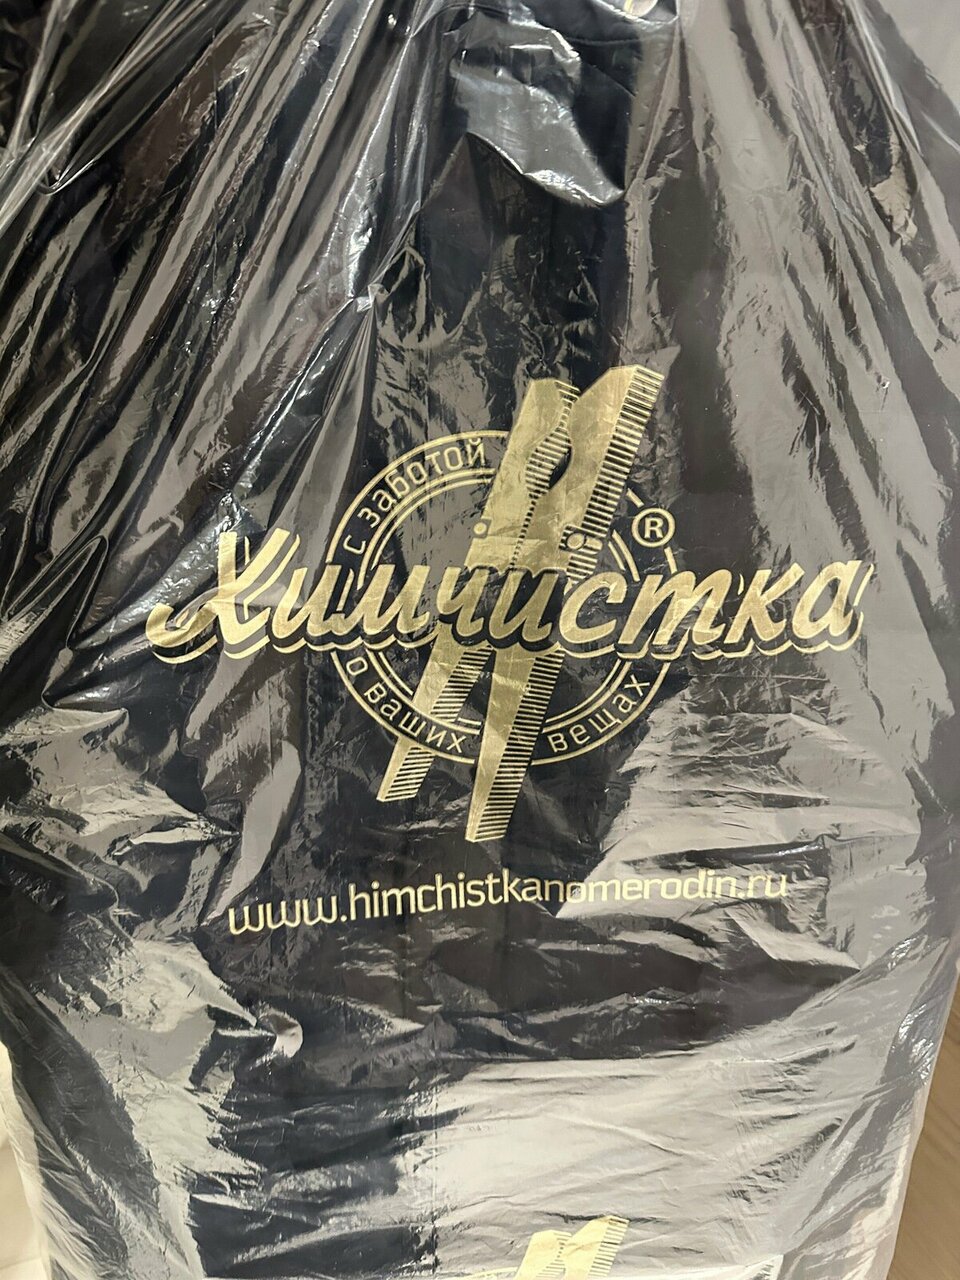 с заботой
®
Химчистка
о ваших вещах
www.himchistkanomerodin.ru